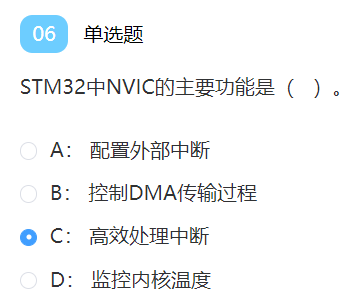 06 单选题
STM32中NVIC的主要功能是（  ）。
A： 配置外部中断
B： 控制DMA传输过程
C： 高效处理中断
D： 监控内核温度